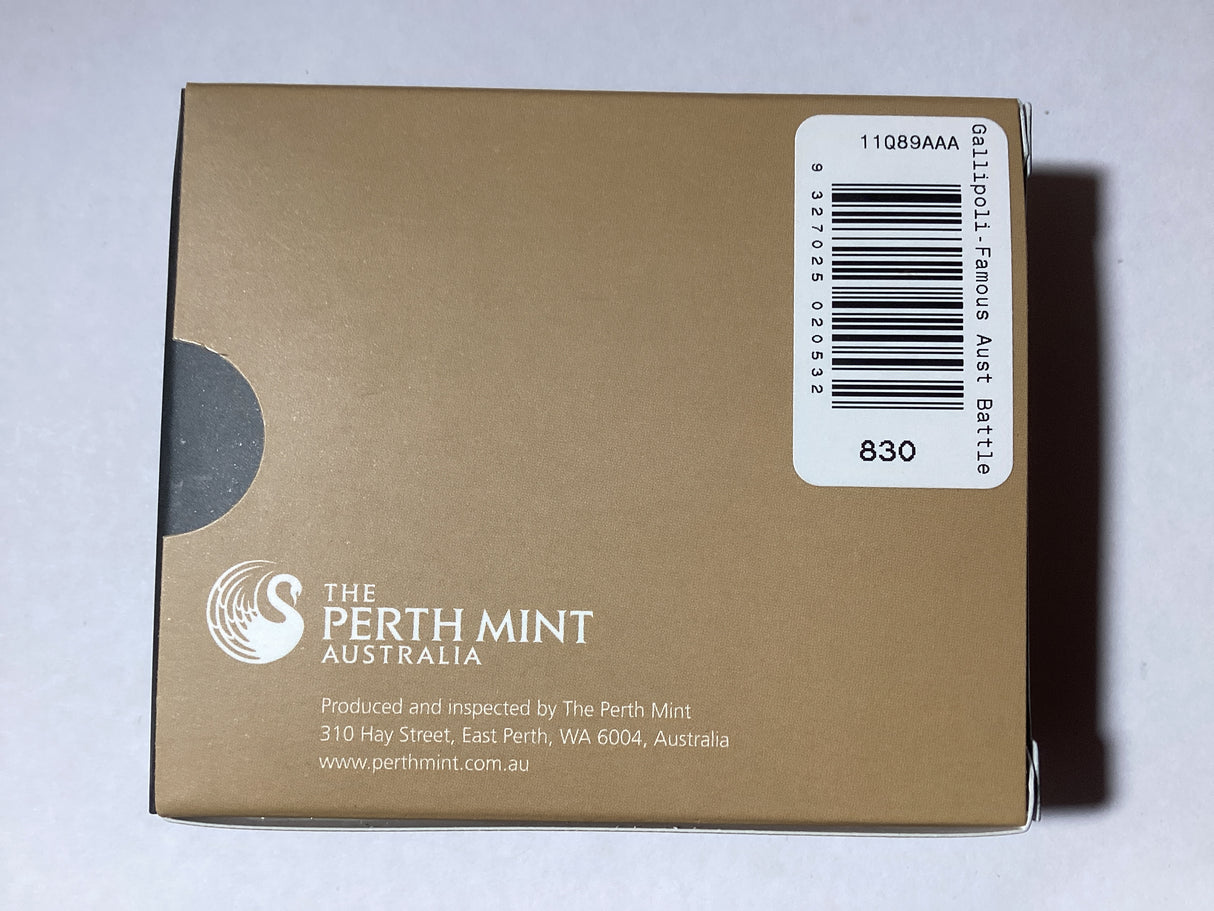 11Q89AAA
9 327025 020532
830
Gallipoli-Famous Aust Battle
THE
PERTH MINT
AUSTRALIA
Produced and inspected by The Perth Mint
310 Hay Street, East Perth, WA 6004, Australia
www.perthmint.com.au